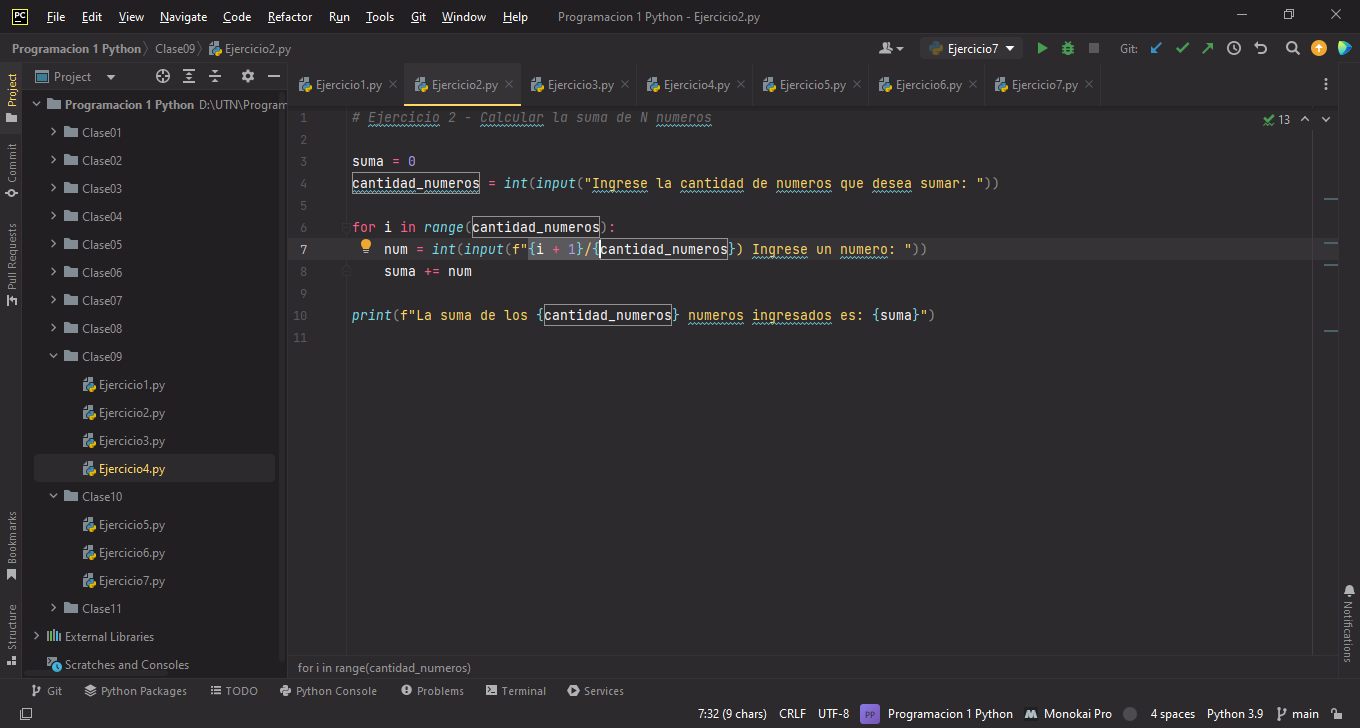 PC File Edit View Navigate Code Refactor Run Tools Git Window Help Programacion 1 Python - Ejercicio2.py
Programacion 1 Python Clase09 Ejercicio2.py Ejercicio7 Git:
Project
Ejercicio1.py Ejercicio2.py Ejercicio3.py Ejercicio4.py Ejercicio5.py Ejercicio6.py Ejercicio7.py
Project
Commit
Pull Requests
Bookmarks
Structure
Programacion 1 Python D:\UTN\Program
Clase01
Clase02
Clase03
Clase04
Clase05
Clase06
Clase07
Clase08
Clase09
Ejercicio1.py
Ejercicio2.py
Ejercicio3.py
Ejercicio4.py
Clase10
Ejercicio5.py
Ejercicio6.py
Ejercicio7.py
Clase11
External Libraries
Scratches and Consoles
1 # Ejercicio 2 - Calcular la suma de N numeros
13
2
3 suma = 0
4 cantidad_numeros = int(input("Ingrese la cantidad de numeros que desea sumar: "))
5
6 for i in range(cantidad_numeros):
7 num = int(input(f"{i + 1}/{cantidad_numeros}) Ingrese un numero: "))
8 suma += num
9
10 print(f"La suma de los {cantidad_numeros} numeros ingresados es: {suma}")
11
Notifications
for i in range(cantidad_numeros)
Git Python Packages TODO Python Console Problems Terminal Services
7:32 (9 chars) CRLF UTF-8 PP Programacion 1 Python Monokai Pro 4 spaces Python 3.9 main